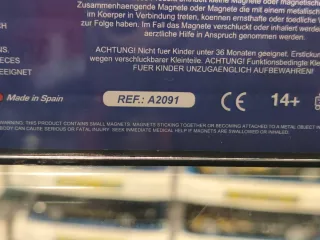 Zusammenhaengende Magnete oder Magnete die mit einem metallischen
im Koerper in Verbindung treten, koennen ernsthafte oder toedliche
zur Folge haben. Im Fall das Magnete verschluckt oder inhaliert
aerztliche Hilfe in Anspruch genommen
ACHTUNG! Nicht fuer Kinder unter 36 Monaten geeignet.
wegen verschluckbarer Kleinteile. ACHTUNG! Funktionsbedingte
FUER KINDER UNZUGAENGLICH AUFBEWAHREN!
ECES
Made in Spain
REF.: A2091
CE
14+
WARNING: THIS PRODUCT CONTAINS SMALL MAGNETS. MAGNETS STICKING TOGETHER OR BECOMING ATTACHED TO A METAL OBJECT
BODY CAN CAUSE SERIOUS OR FATAL INJURY. SEEK IMMEDIATE MEDICAL HELP IF MAGNETS ARE SWALLOWED OR INHALED.